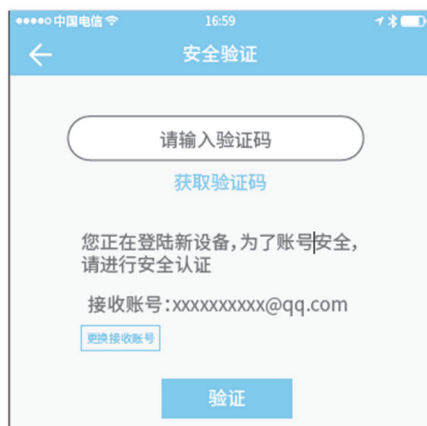 中国电信 16:59
安全验证
请输入验证码
获取验证码
您正在登陆新设备,为了账号安全,
请进行安全认证
接收账号:xxxxxxxxxx@qq.com
更换接收账号
验证